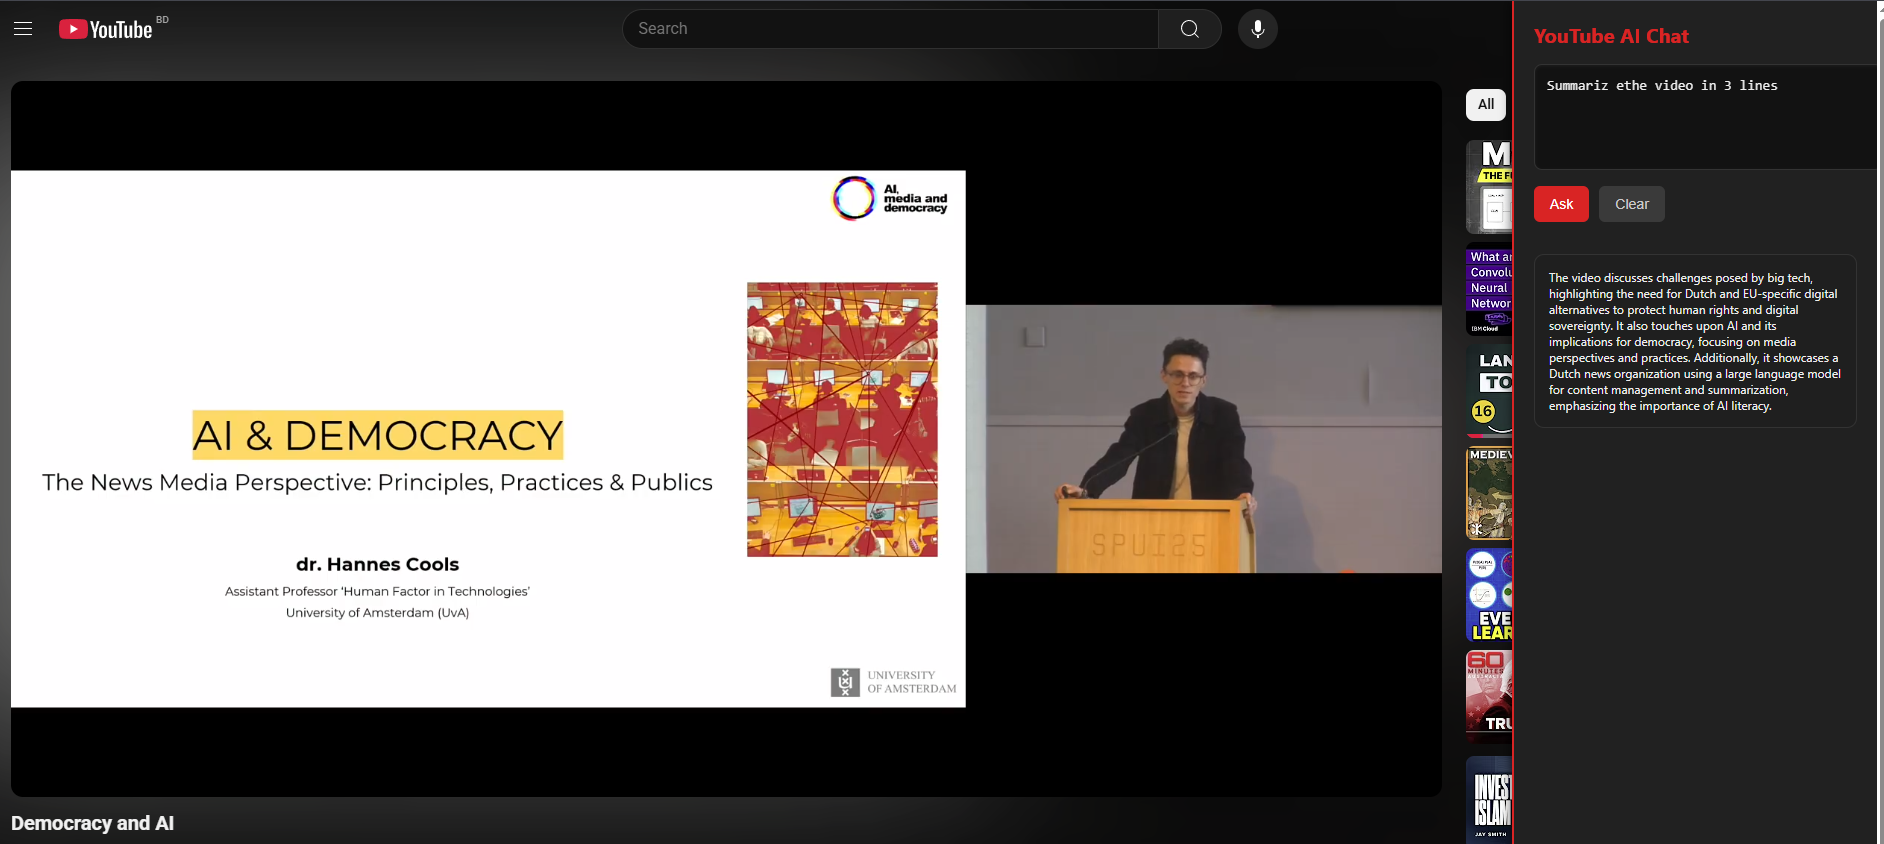 YouTube BD
Search
AI,
media and
democracy
AI & DEMOCRACY
The News Media Perspective: Principles, Practices & Publics
dr. Hannes Cools
Assistant Professor ‘Human Factor in Technologies’
University of Amsterdam (UvA)
UNIVERSITY
OF AMSTERDAM
SPUI25
Democracy and AI
All
M
THE FU
What ar
Convolu
Neural
Networ
IBM Cloud
LAN
TO
16
MEDIEV
EVE
LEAR
60
MINUTES
AUSTRALIA
TRU
INVES
ISLAM
JAY SMITH
YouTube AI Chat
Summariz ethe video in 3 lines
Ask
Clear
The video discusses challenges posed by big tech,
highlighting the need for Dutch and EU-specific digital
alternatives to protect human rights and digital
sovereignty. It also touches upon AI and its
implications for democracy, focusing on media
perspectives and practices. Additionally, it showcases a
Dutch news organization using a large language model
for content management and summarization,
emphasizing the importance of AI literacy.